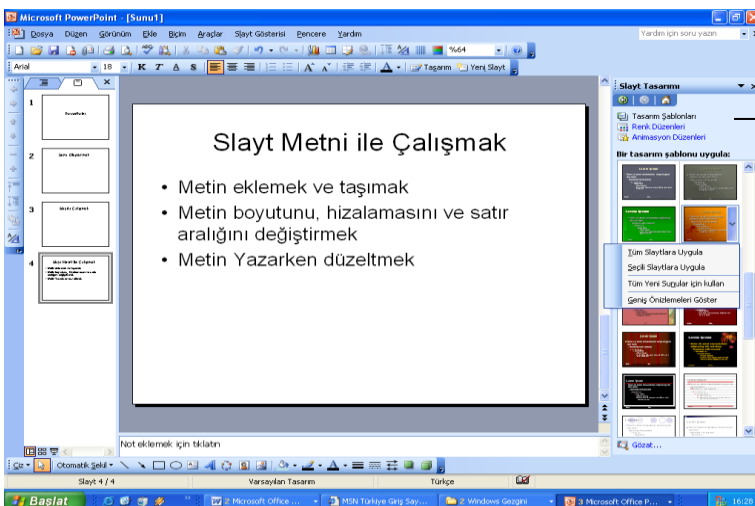 Microsoft PowerPoint - [Sunu1]
Dosya Düzen Görünüm Ekle Biçim Araçlar Slayt Gösterisi Pencere Yardım
Yardım için soru yazın
%64
Arial 18 K T A S Tasarım Yeni Slayt
Slayt Tasarımı
Tasarım Şablonları
Renk Düzenleri
Animasyon Düzenleri
Bir tasarım şablonu uygula:
1
2
3
4
Slayt Metni ile Çalışmak
• Metin eklemek ve taşımak
• Metin boyutunu, hizalamasını ve satır
aralığını değiştirmek
• Metin Yazarken düzeltmek
Tüm Slaytlara Uygula
Seçili Slaytlara Uygula
Tüm Yeni Sunular için kullan
Geniş Önizlemeleri Göster
Gözat...
Not eklemek için tıklatın
Çiz Otomatik Şekil
Slayt 4 / 4 Varsayılan Tasarım Türkçe
Başlat 2 Microsoft Office ... MSN Türkiye Giriş Say... 2 Windows Gezgini 3 Microsoft Office P... 16:28